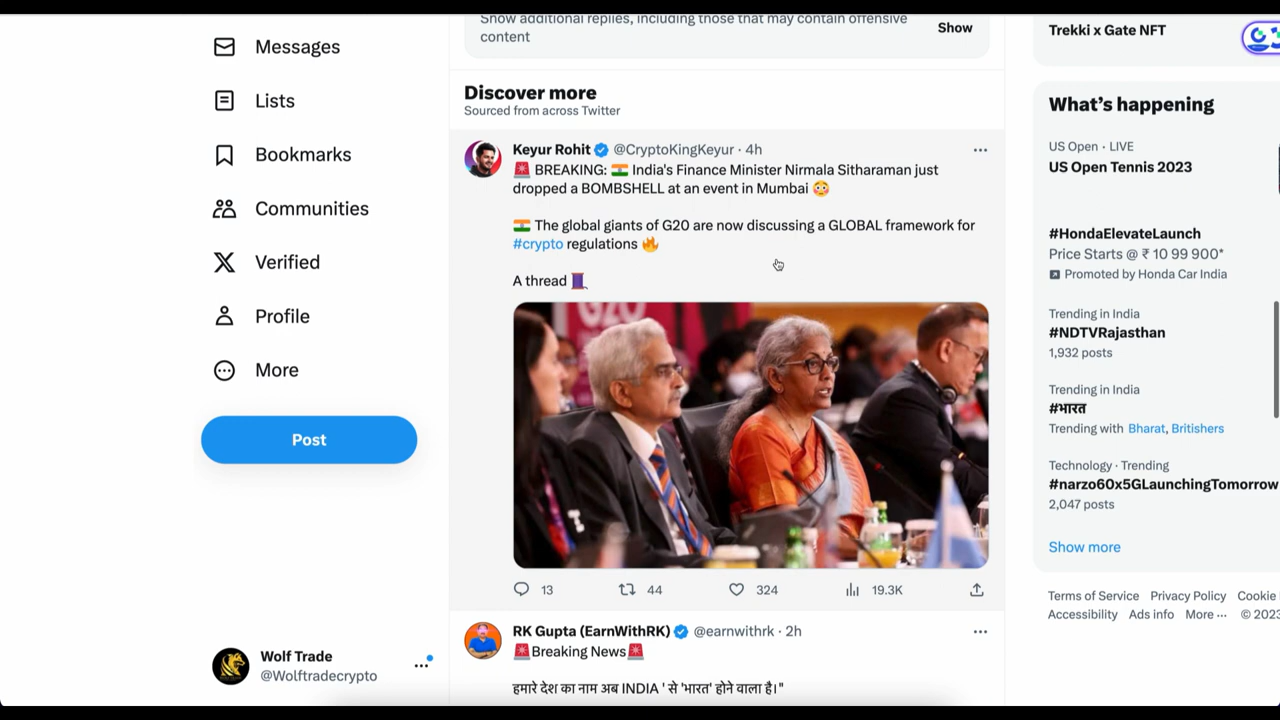 Messages
Lists
Bookmarks
Communities
Verified
Profile
More
Post
Wolf Trade
@Wolftradecrypto
Show additional replies, including those that may contain offensive
content
Show
Discover more
Sourced from across Twitter
Keyur Rohit @CryptoKingKeyur · 4h
🚨 BREAKING: 🇮🇳 India's Finance Minister Nirmala Sitharaman just
dropped a BOMBSHELL at an event in Mumbai 😳
🇮🇳 The global giants of G20 are now discussing a GLOBAL framework for
#crypto regulations 🔥
A thread 🧵
G20
13 44 324 19.3K
RK Gupta (EarnWithRK) @earnwithrk · 2h
🚨Breaking News🚨
हमारे देश का नाम अब INDIA ' से 'भारत' होने वाला है।"
Trekki x Gate NFT
What's happening
US Open · LIVE
US Open Tennis 2023
#HondaElevateLaunch
Price Starts @ ₹ 10 99 900*
Promoted by Honda Car India
Trending in India
#NDTVRajasthan
1,932 posts
Trending in India
#भारत
Trending with Bharat, Britishers
Technology · Trending
#narzo60x5GLaunchingTomorrow
2,047 posts
Show more
Terms of Service Privacy Policy Cookie
Accessibility Ads info More ··· © 2023